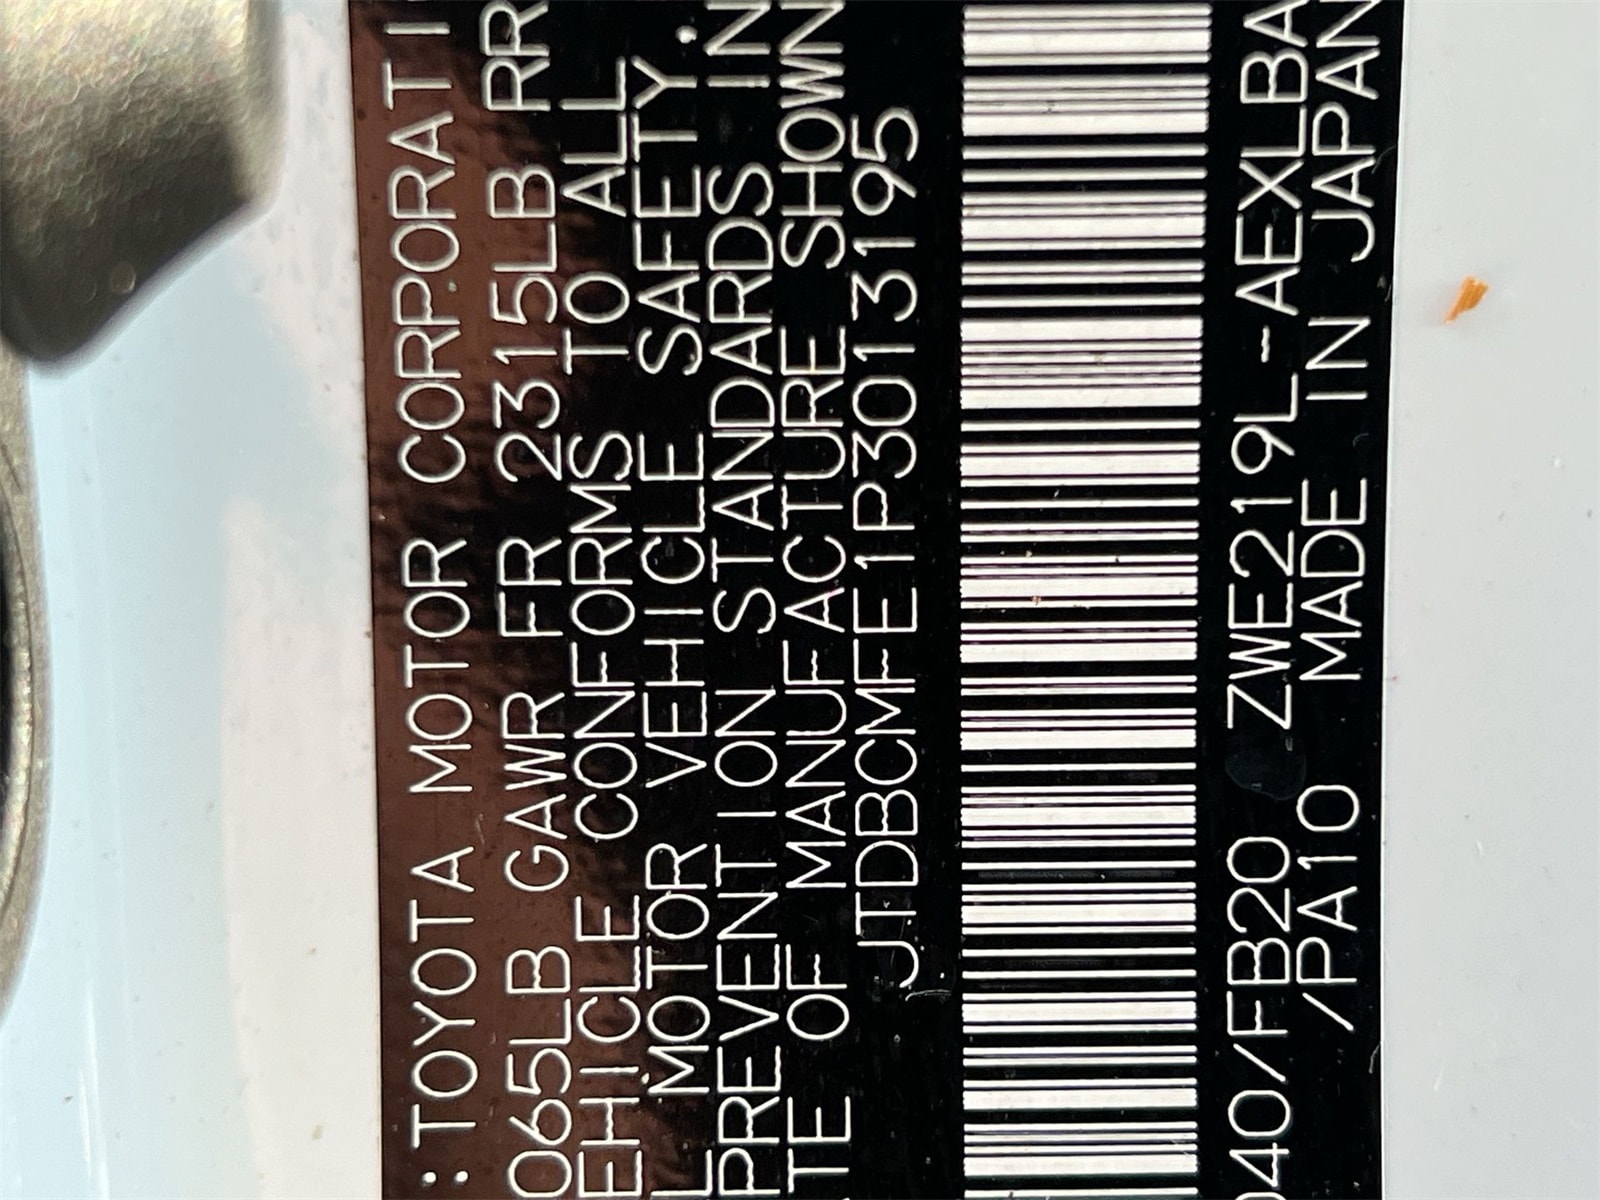 :TOYOTA MOTOR CORPORATI
065LB GAWR FR 2315LB RR
EHICLE CONFORMS TO ALL
L MOTOR VEHICLE SAFETY.
PREVENTION STANDARDS IN
TE OF MANUFACTURE SHOWN
JTDBCMFE1P3013195
040/FB20 ZWE219L-AEXLBA
/PA10 MADE IN JAPAN